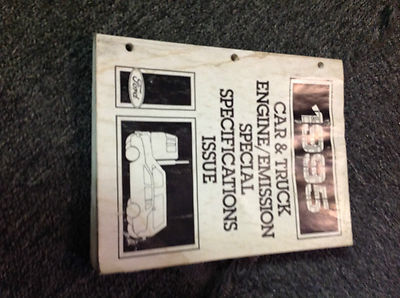 1995
CAR & TRUCK
ENGINE/EMISSION
SPECIAL
SPECIFICATIONS
ISSUE
Ford